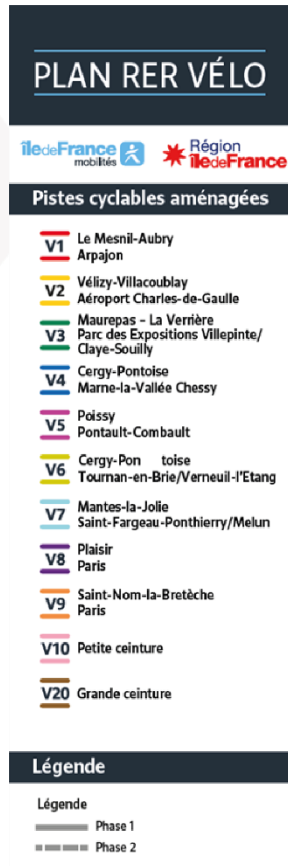 PLAN RER VÉLO
îledeFrance
mobilités
Région
îledeFrance
Pistes cyclables aménagées
V1 Le Mesnil-Aubry
Arpajon
V2 Vélizy-Villacoublay
Aéroport Charles-de-Gaulle
V3 Maurepas – La Verrière
Parc des Expositions Villepinte/
Claye-Souilly
V4 Cergy-Pontoise
Marne-la-Vallée Chessy
V5 Poissy
Pontault-Combault
V6 Cergy-Pon toise
Tournan-en-Brie/Verneuil-l'Etang
V7 Mantes-la-Jolie
Saint-Fargeau-Ponthierry/Melun
V8 Plaisir
Paris
V9 Saint-Nom-la-Bretèche
Paris
V10 Petite ceinture
V20 Grande ceinture
Légende
Légende
Phase 1
Phase 2